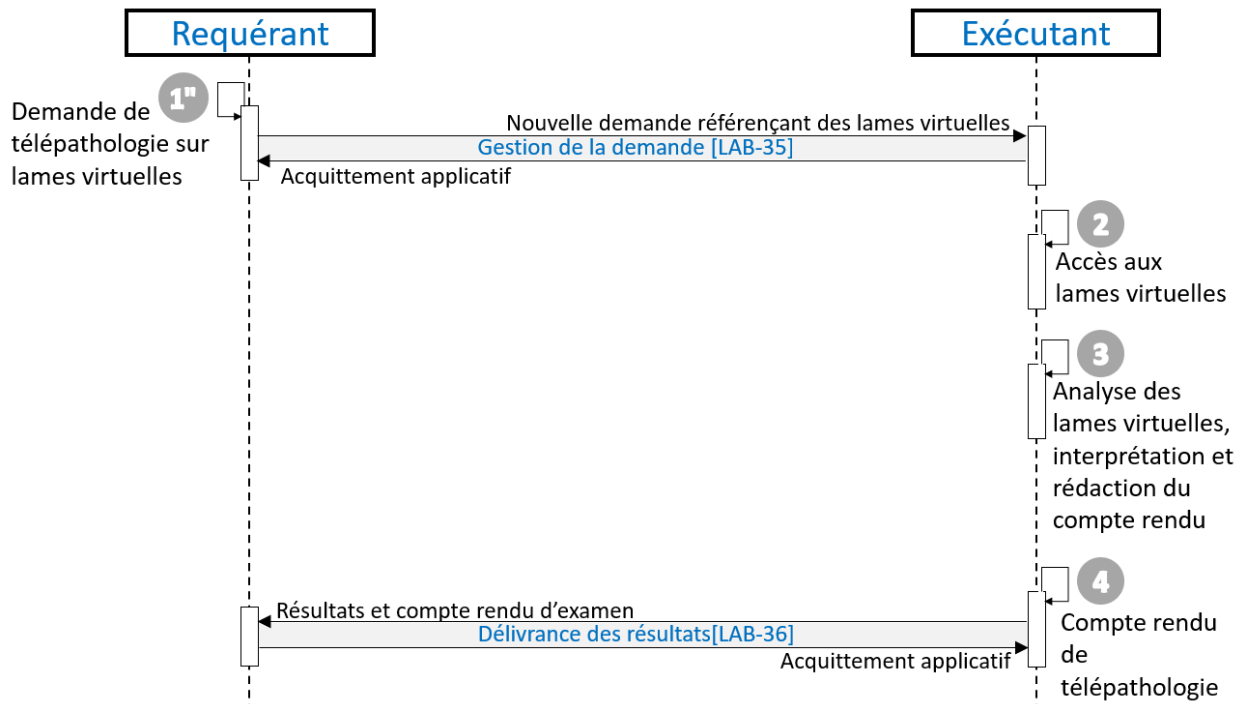 Requérant
Exécutant
1"
Demande de
télépathologie sur
lames virtuelles
Nouvelle demande référençant des lames virtuelles
Gestion de la demande [LAB-35]
Acquittement applicatif
2
Accès aux
lames virtuelles
3
Analyse des
lames virtuelles,
interprétation et
rédaction du
compte rendu
4
Compte rendu
de
télépathologie
Résultats et compte rendu d’examen
Délivrance des résultats[LAB-36]
Acquittement applicatif